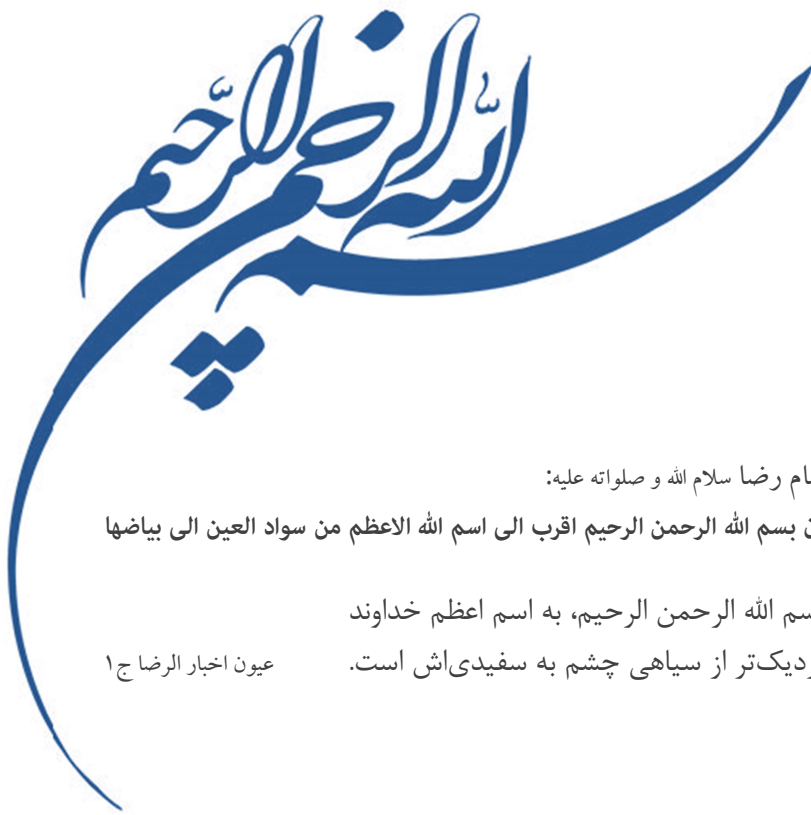 بسم الله الرحمن الرحیم
مام رضا سلام الله و صلواته علیه:
ن بسم الله الرحمن الرحیم اقرب الی اسم الله الاعظم من سواد العین الی بیاضها
سم الله الرحمن الرحیم، به اسم اعظم خداوند
زدیک‌تر از سیاهی چشم به سفیدی‌اش است. عیون اخبار الرضا ج۱